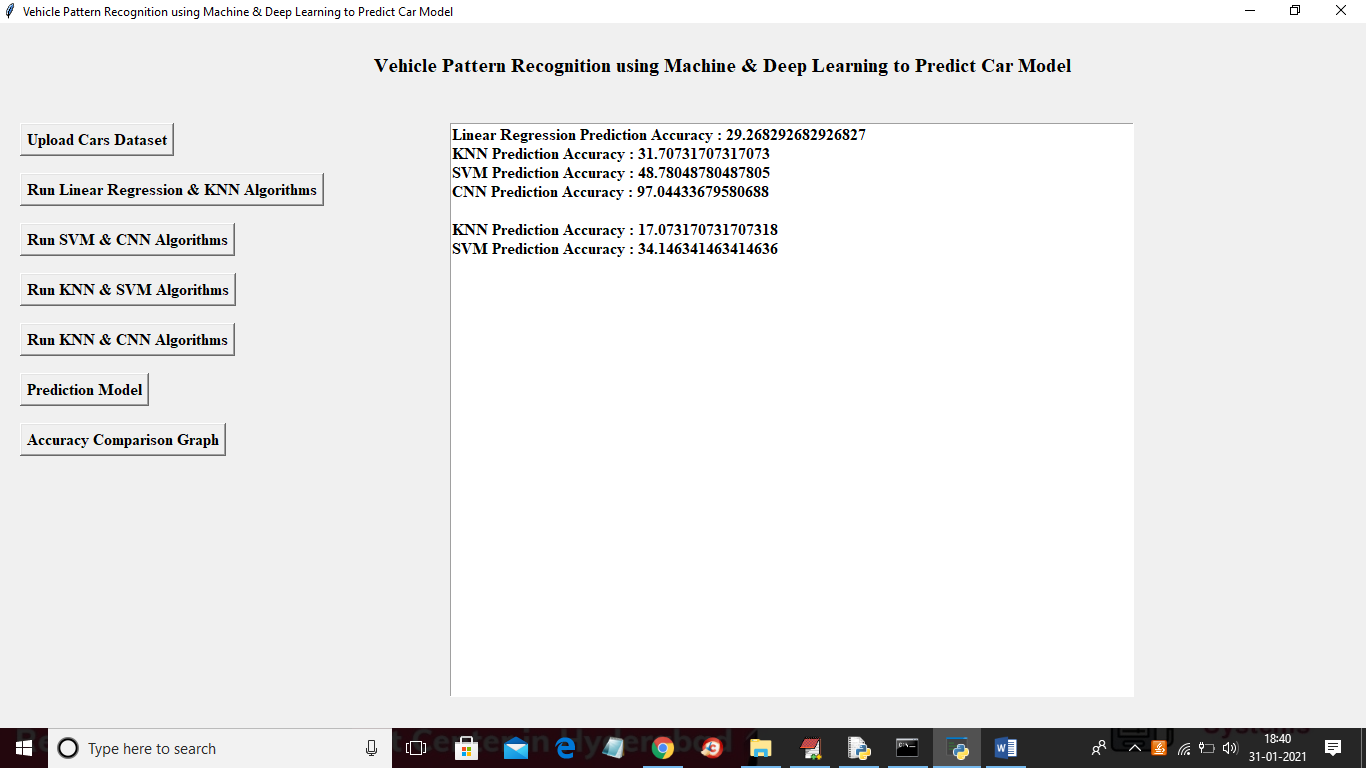 Vehicle Pattern Recognition using Machine & Deep Learning to Predict Car Model
Vehicle Pattern Recognition using Machine & Deep Learning to Predict Car Model
Upload Cars Dataset
Run Linear Regression & KNN Algorithms
Run SVM & CNN Algorithms
Run KNN & SVM Algorithms
Run KNN & CNN Algorithms
Prediction Model
Accuracy Comparison Graph
Linear Regression Prediction Accuracy : 29.268292682926827
KNN Prediction Accuracy : 31.70731707317073
SVM Prediction Accuracy : 48.78048780487805
CNN Prediction Accuracy : 97.04433679580688
KNN Prediction Accuracy : 17.073170731707318
SVM Prediction Accuracy : 34.146341463414636
Type here to search
18:40
31-01-2021